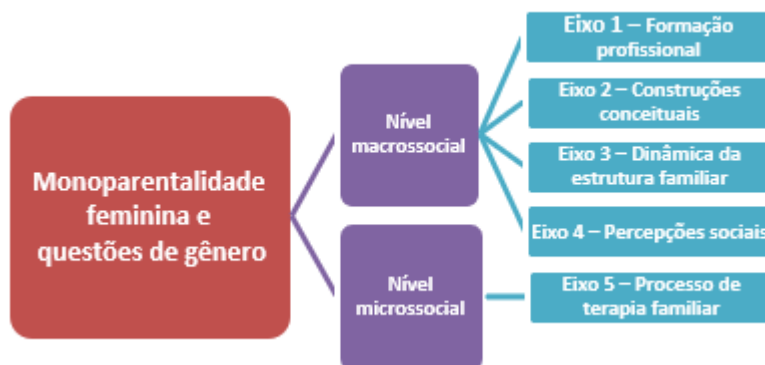 Monoparentalidade
feminina e
questões de gênero
Nível
macrossocial
Eixo 1 – Formação
profissional
Eixo 2 – Construções
conceituais
Eixo 3 – Dinâmica da
estrutura familiar
Eixo 4 – Percepções sociais
Nível
microssocial
Eixo 5 – Processo de
terapia familiar